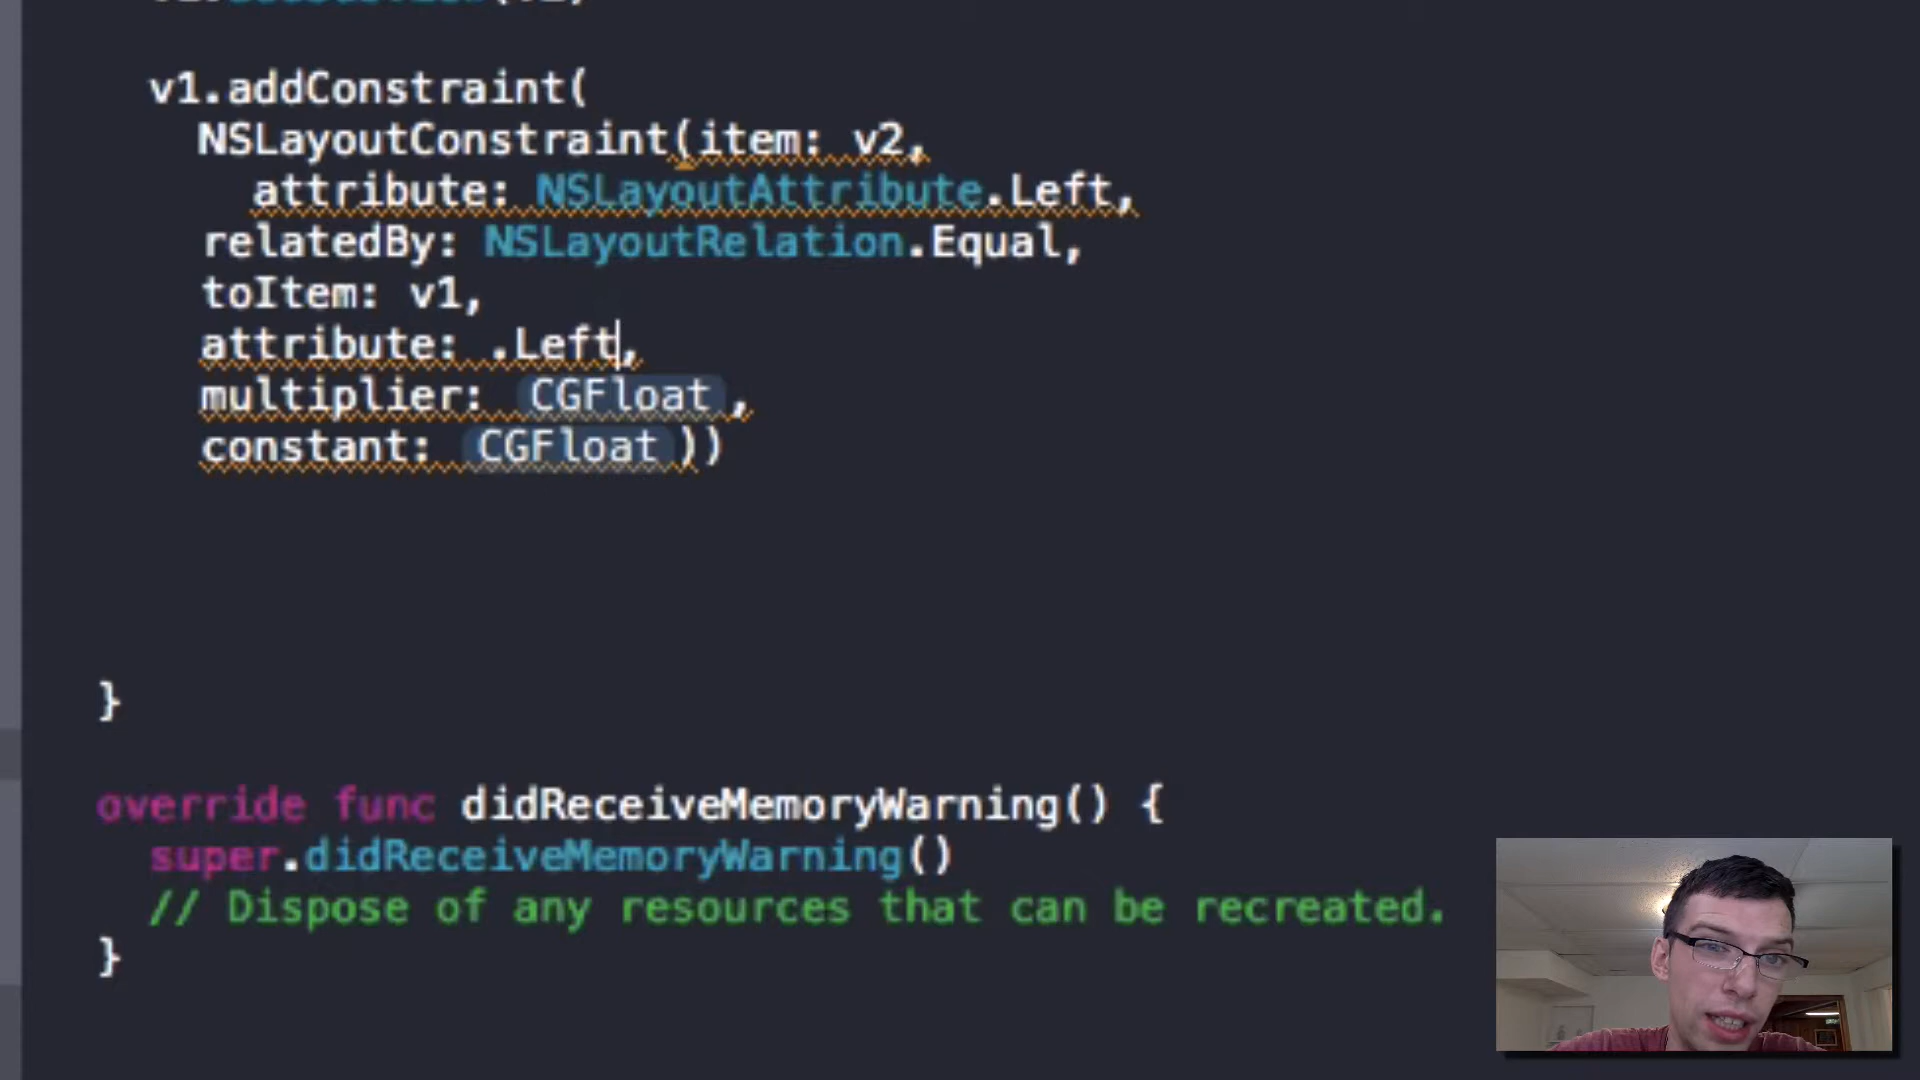 v1.addConstraint(
NSLayoutConstraint(item: v2,
attribute: NSLayoutAttribute.Left,
relatedBy: NSLayoutRelation.Equal,
toItem: v1,
attribute: .Left,
multiplier: CGFloat,
constant: CGFloat))
}
override func didReceiveMemoryWarning() {
super.didReceiveMemoryWarning()
// Dispose of any resources that can be recreated.
}